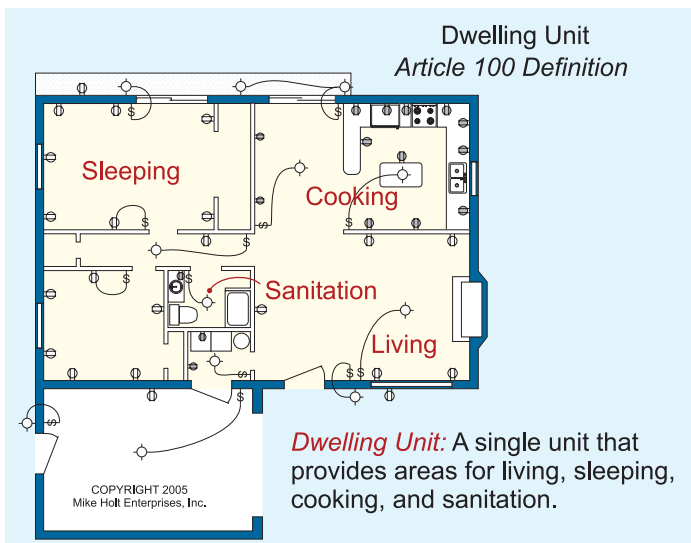 Dwelling Unit
Article 100 Definition
Sleeping
Cooking
Sanitation
Living
Dwelling Unit: A single unit that
provides areas for living, sleeping,
cooking, and sanitation.
COPYRIGHT 2005
Mike Holt Enterprises, Inc.
S
S
S
S
S
S
S
S
S
S
S
S
S
S